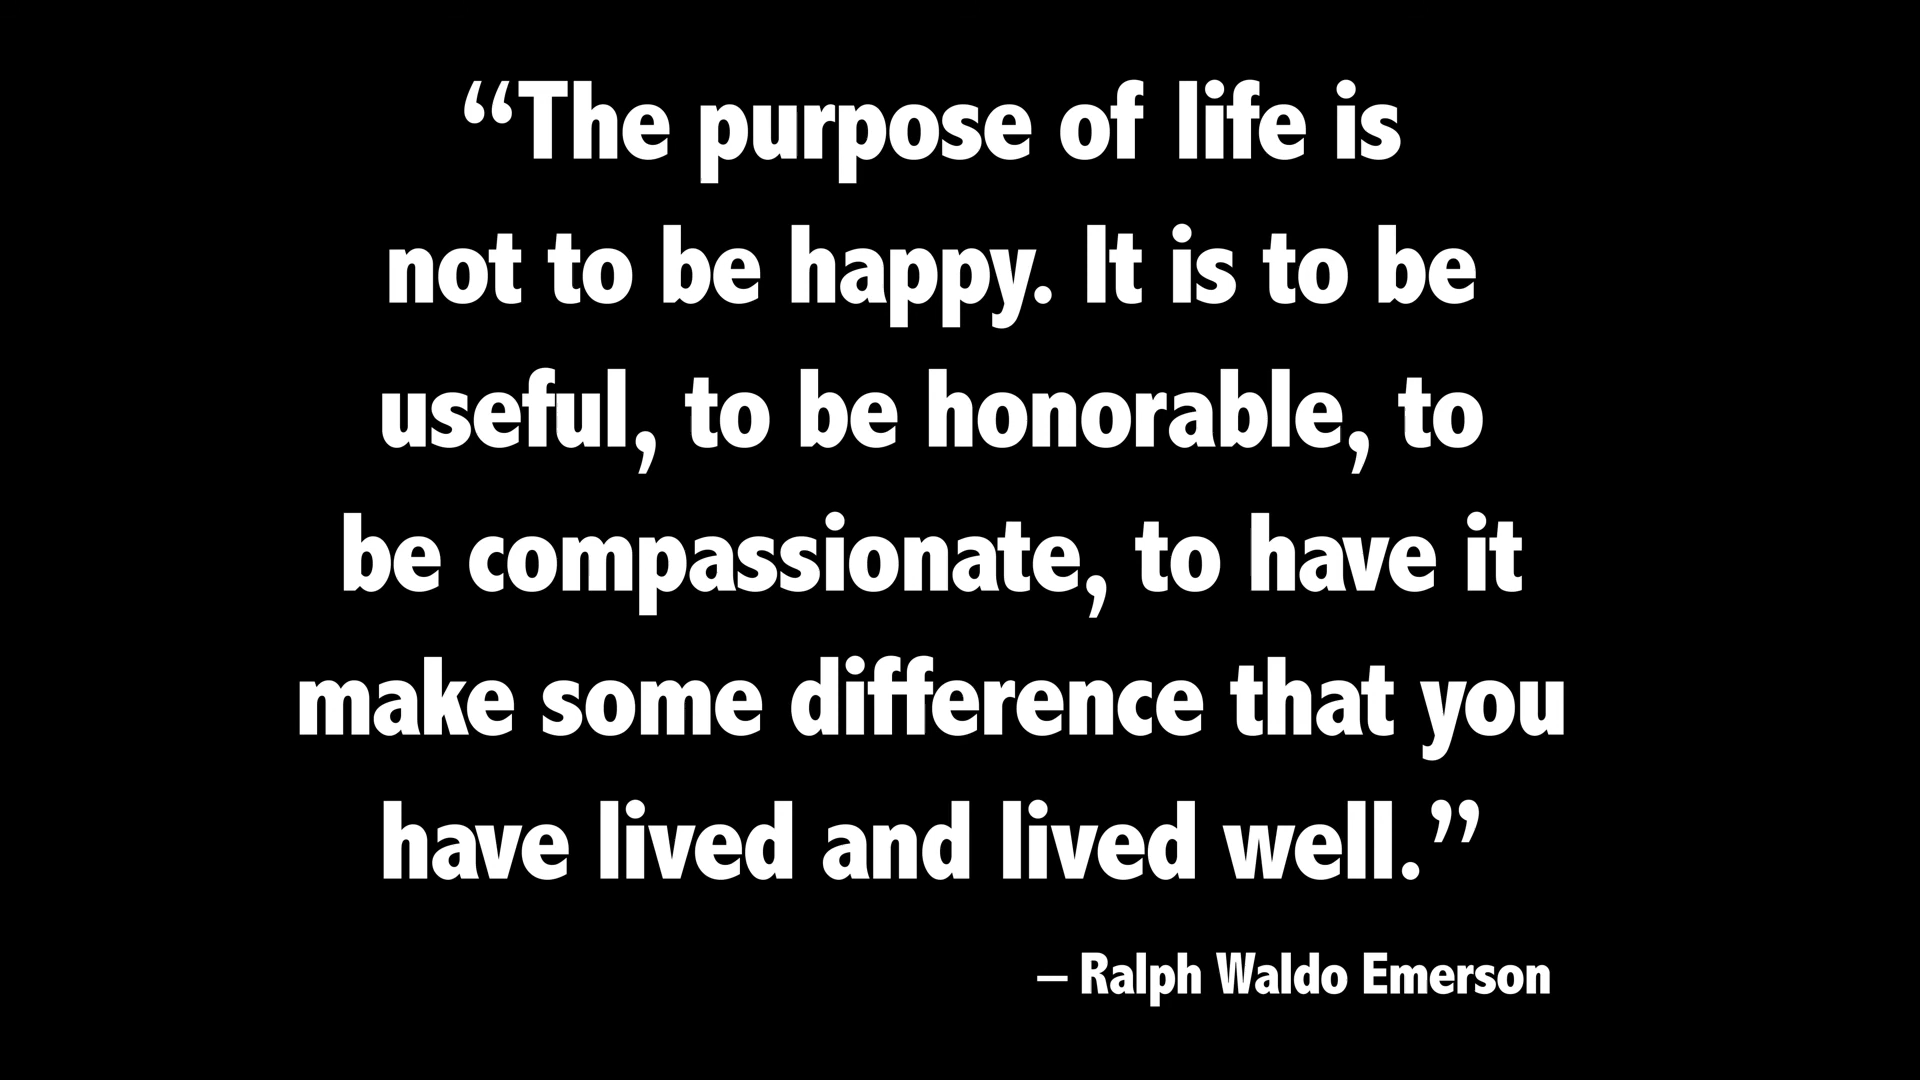 “The purpose of life is
not to be happy. It is to be
useful, to be honorable, to
be compassionate, to have it
make some difference that you
have lived and lived well.”
– Ralph Waldo Emerson